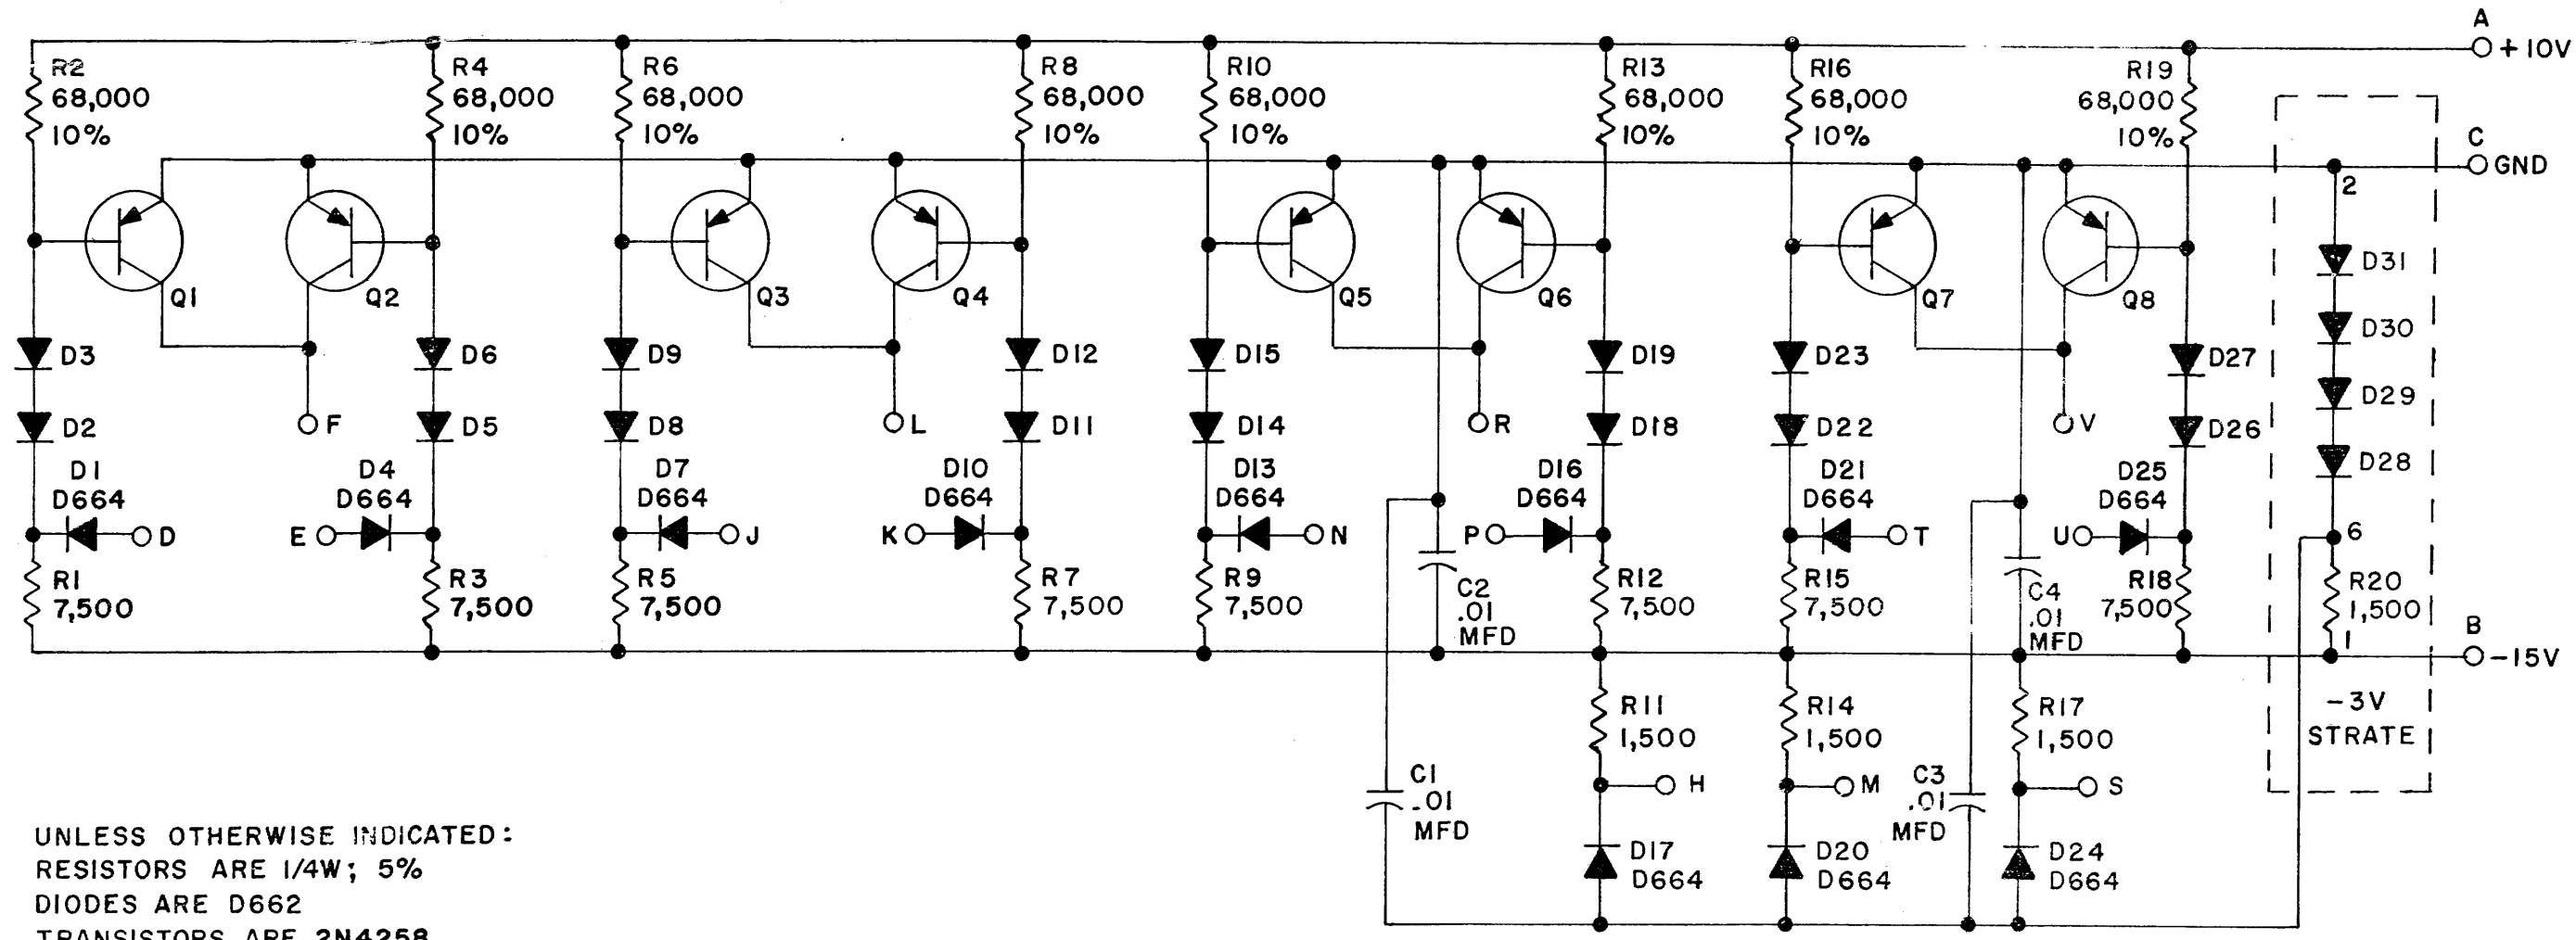 A
+10V
R2
68,000
10%
R4
68,000
10%
R6
68,000
10%
R8
68,000
10%
R10
68,000
10%
R13
68,000
10%
R16
68,000
10%
R19
68,000
10%
C
GND
2
Q1
Q2
Q3
Q4
Q5
Q6
Q7
Q8
D31
D30
D29
D28
D3
D6
D9
D12
D15
D19
D23
D27
D2
F
D5
D8
L
D11
D14
R
D18
D22
V
D26
D1
D664
D
D4
D664
E
D7
D664
J
D10
D664
K
D13
D664
N
D16
D664
P
D21
D664
T
D25
D664
U
6
R1
7,500
R3
7,500
R5
7,500
R7
7,500
R9
7,500
C2
.01
MFD
R12
7,500
R15
7,500
C4
.01
MFD
R18
7,500
R20
1,500
1
B
-15V
R11
1,500
R14
1,500
R17
1,500
-3V
STRATE
C1
.01
MFD
H
M
C3
.01
MFD
S
D17
D664
D20
D664
D24
D664
UNLESS OTHERWISE INDICATED:
RESISTORS ARE 1/4W; 5%
DIODES ARE D662
TRANSISTORS ARE 2N4258